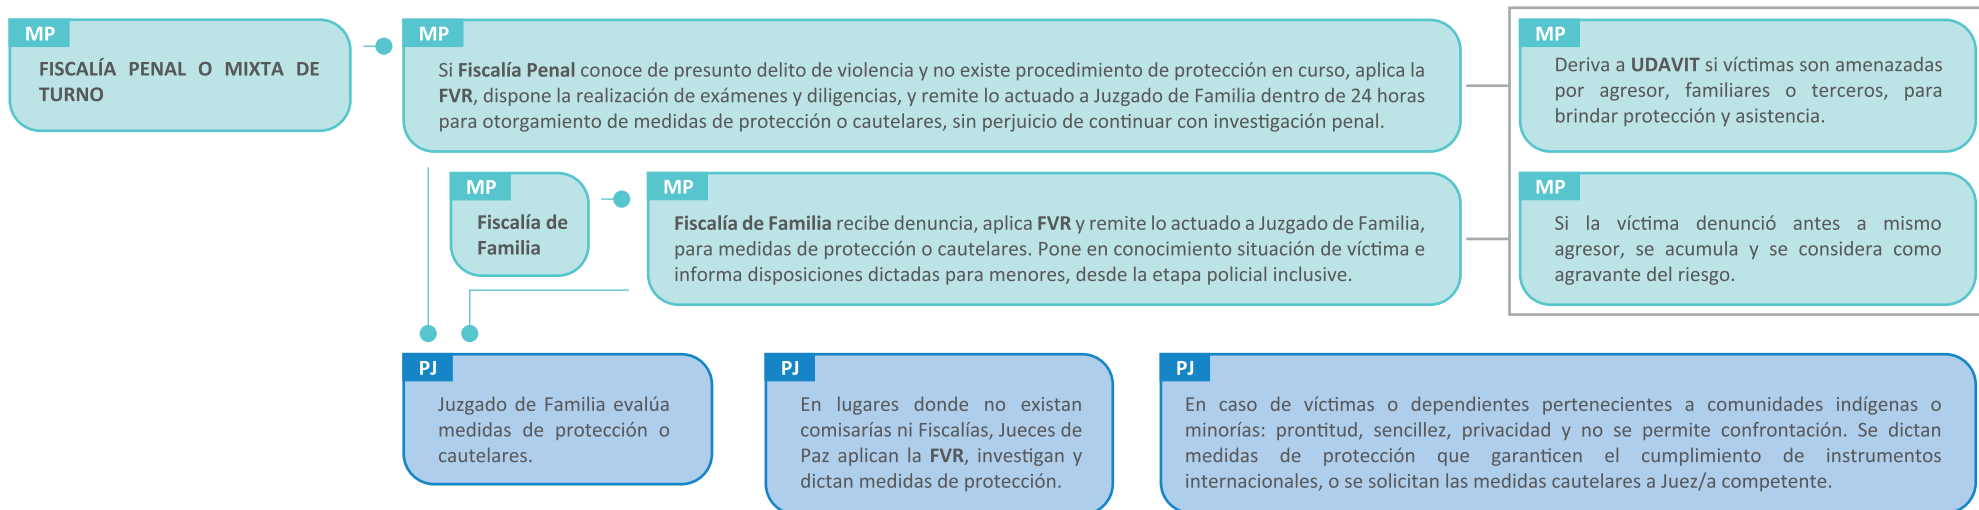 MP
FISCALÍA PENAL O MIXTA DE
TURNO
MP
Si Fiscalía Penal conoce de presunto delito de violencia y no existe procedimiento de protección en curso, aplica la
FVR, dispone la realización de exámenes y diligencias, y remite lo actuado a Juzgado de Familia dentro de 24 horas
para otorgamiento de medidas de protección o cautelares, sin perjuicio de continuar con investigación penal.
MP
Deriva a UDAVIT si víctimas son amenazadas
por agresor, familiares o terceros, para
brindar protección y asistencia.
MP
Fiscalía de
Familia
MP
Fiscalía de Familia recibe denuncia, aplica FVR y remite lo actuado a Juzgado de Familia,
para medidas de protección o cautelares. Pone en conocimiento situación de víctima e
informa disposiciones dictadas para menores, desde la etapa policial inclusive.
MP
Si la víctima denunció antes a mismo
agresor, se acumula y se considera como
agravante del riesgo.
PJ
Juzgado de Familia evalúa
medidas de protección o
cautelares.
PJ
En lugares donde no existan
comisarías ni Fiscalías, Jueces de
Paz aplican la FVR, investigan y
dictan medidas de protección.
PJ
En caso de víctimas o dependientes pertenecientes a comunidades indígenas o
minorías: prontitud, sencillez, privacidad y no se permite confrontación. Se dictan
medidas de protección que garanticen el cumplimiento de instrumentos
internacionales, o se solicitan las medidas cautelares a Juez/a competente.